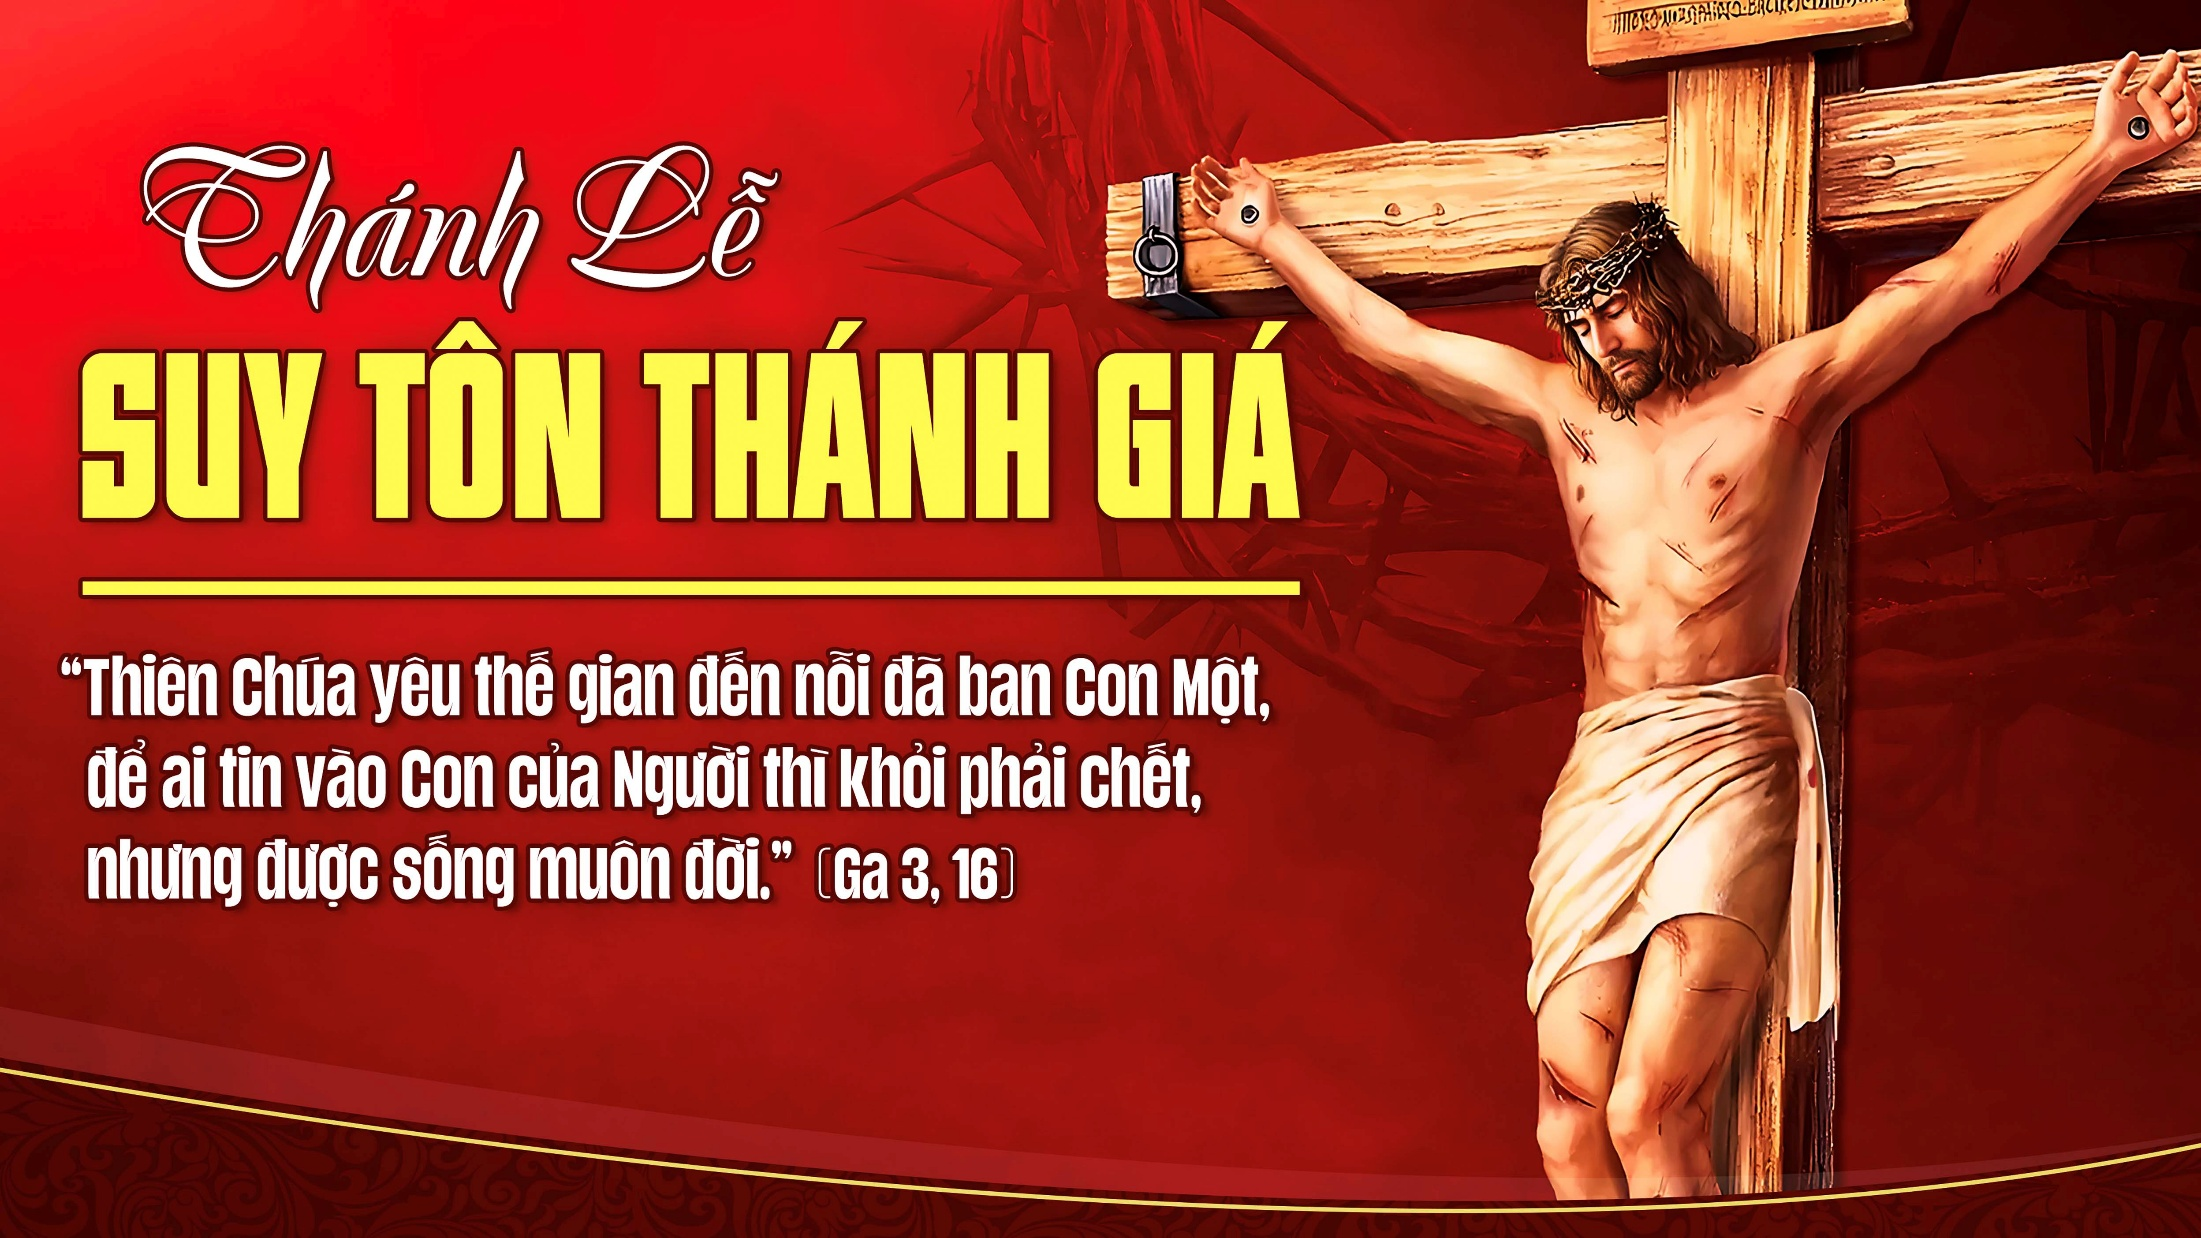 Thánh Lễ
SUY TÔN THÁNH GIÁ
“Thiên Chúa yêu thế gian đến nỗi đã ban Con Một,
để ai tin vào Con của Người thì khỏi phải chết,
nhưng được sống muôn đời.” (Ga 3, 16)